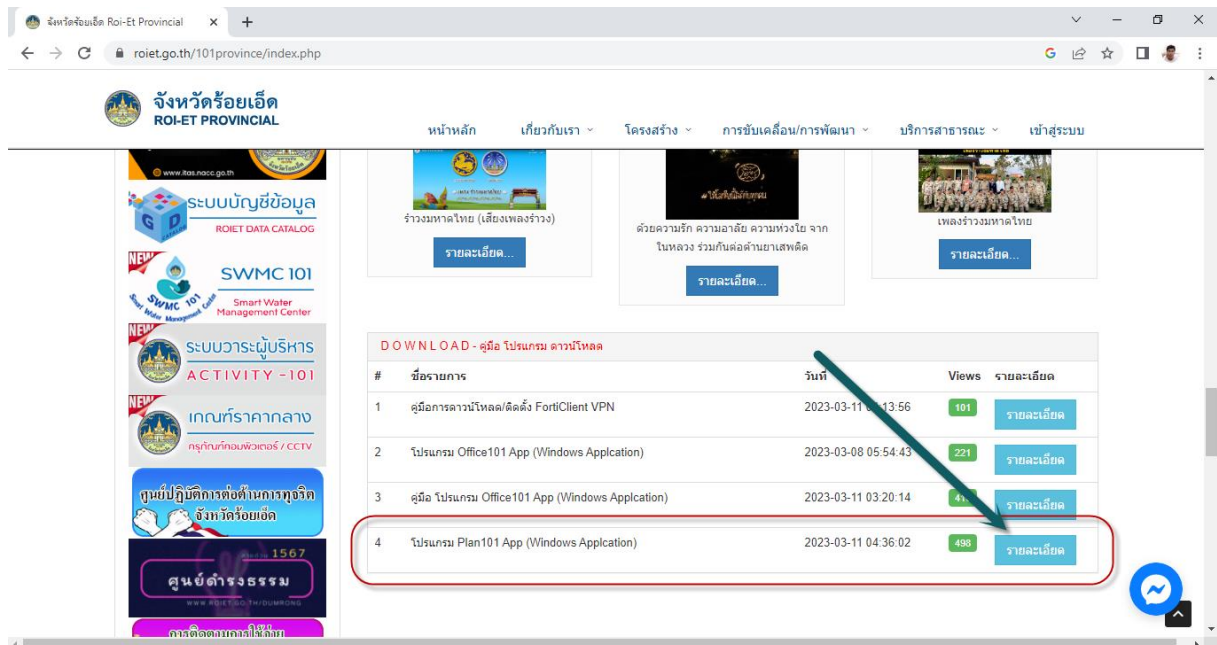 จังหวัดร้อยเอ็ด Roi-Et Provincial
roiet.go.th/101province/index.php
จังหวัดร้อยเอ็ด
ROI-ET PROVINCIAL
หน้าหลัก เกี่ยวกับเรา โครงสร้าง การขับเคลื่อน/การพัฒนา บริการสาธารณะ เข้าสู่ระบบ
www.itas.nacc.go.th
ระบบบัญชีข้อมูล
ROIET DATA CATALOG
NEW
SWMC 101
Smart Water
Management Center
NEW
ระบบวาระผู้บริหาร
ACTIVITY -101
NEW
เกณฑ์ราคากลาง
ครุภัณฑ์คอมพิวเตอร์ / CCTV
ศูนย์ปฏิบัติการต่อต้านการทุจริต
จังหวัดร้อยเอ็ด
1567
ศูนย์ดำรงธรรม
WWW.ROIET.GO.TH/DUMRONG
การติดตามการใช้จ่าย
รำวงมหาดไทย (เสียงเพลงรำวง)
รายละเอียด...
ด้วยความรัก ความอาลัย ความห่วงใย จาก
ในหลวง ร่วมกันต่อต้านยาเสพติด
รายละเอียด...
เพลงรำวงมหาดไทย
รายละเอียด...
D O W N L O A D - คู่มือ โปรแกรม ดาวน์โหลด
# ชื่อรายการ วันที่ Views รายละเอียด
1 คู่มือการดาวน์โหลด/ติดตั้ง FortiClient VPN 2023-03-11 :13:56 101 รายละเอียด
2 โปรแกรม Office101 App (Windows Applcation) 2023-03-08 05:54:43 221 รายละเอียด
3 คู่มือ โปรแกรม Office101 App (Windows Applcation) 2023-03-11 03:20:14 รายละเอียด
4 โปรแกรม Plan101 App (Windows Applcation) 2023-03-11 04:36:02 498 รายละเอียด